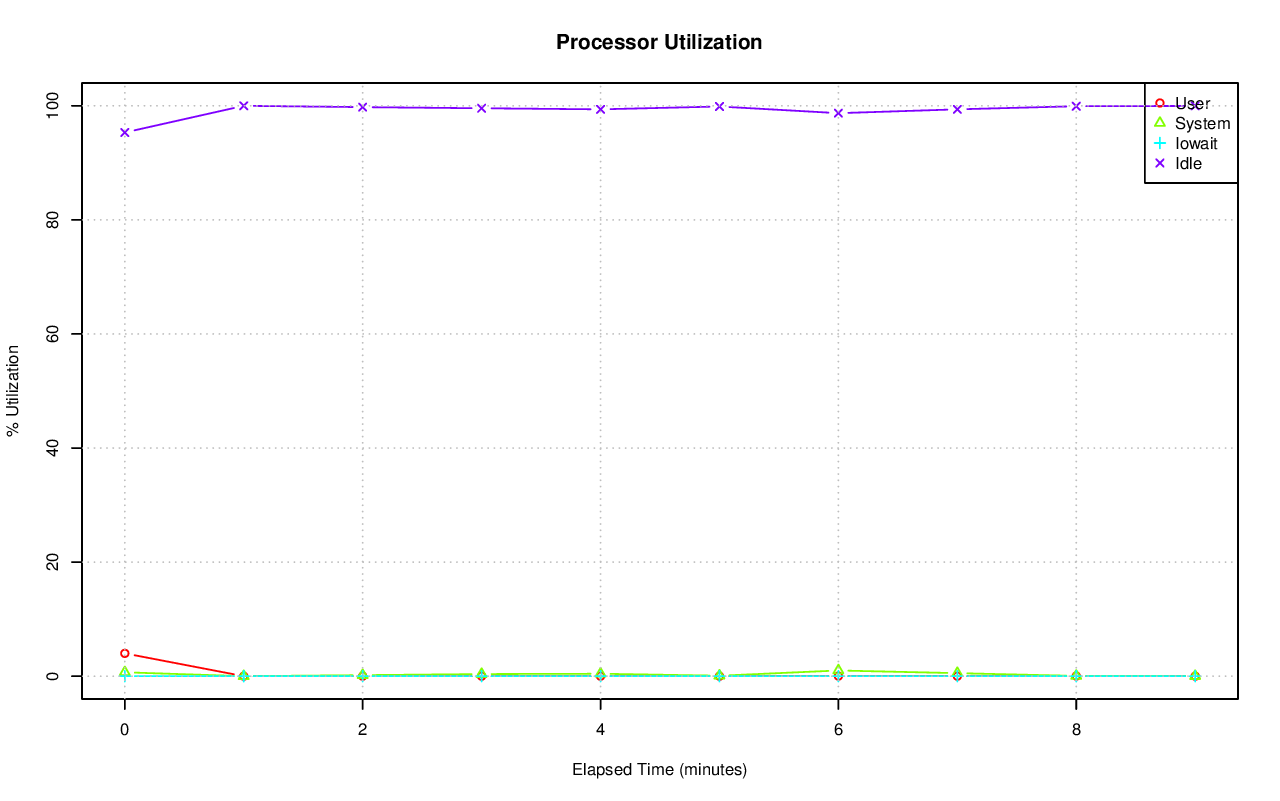 Processor Utilization
100
80
60
40
20
0
% Utilization
User
System
Iowait
Idle
0 2 4 6 8
Elapsed Time (minutes)